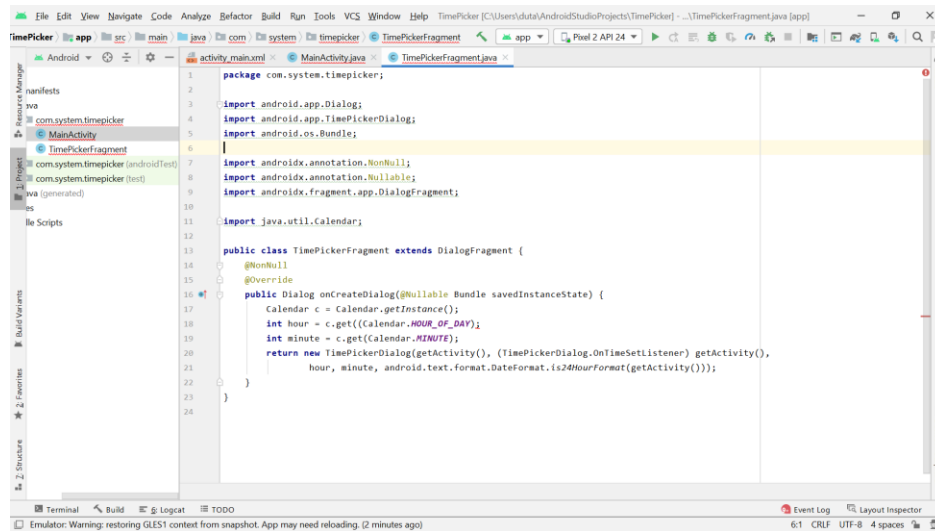 File Edit View Navigate Code Analyze Refactor Build Run Tools VCS Window Help TimePicker [C:\Users\duta\AndroidStudioProjects\TimePicker] - ...\TimePickerFragment.java [app]
TimePicker app src main java com system timepicker TimePickerFragment app Pixel 2 API 24
Android
activity_main.xml MainActivity.java TimePickerFragment.java
Resource Manager
1: Project
Build Variants
2: Favorites
7: Structure
manifests
ava
com.system.timepicker
MainActivity
TimePickerFragment
com.system.timepicker (androidTest)
com.system.timepicker (test)
ava (generated)
es
lle Scripts
1 package com.system.timepicker;
2
3 import android.app.Dialog;
4 import android.app.TimePickerDialog;
5 import android.os.Bundle;
6
7 import androidx.annotation.NonNull;
8 import androidx.annotation.Nullable;
9 import androidx.fragment.app.DialogFragment;
10
11 import java.util.Calendar;
12
13 public class TimePickerFragment extends DialogFragment {
14 @NonNull
15 @Override
16 public Dialog onCreateDialog(@Nullable Bundle savedInstanceState) {
17 Calendar c = Calendar.getInstance();
18 int hour = c.get((Calendar.HOUR_OF_DAY);
19 int minute = c.get(Calendar.MINUTE);
20 return new TimePickerDialog(getActivity(), (TimePickerDialog.OnTimeSetListener) getActivity(),
21 hour, minute, android.text.format.DateFormat.is24HourFormat(getActivity()));
22 }
23 }
24
Terminal Build 6: Logcat TODO Event Log Layout Inspector
Emulator: Warning: restoring GLES1 context from snapshot. App may need reloading. (2 minutes ago) 6:1 CRLF UTF-8 4 spaces